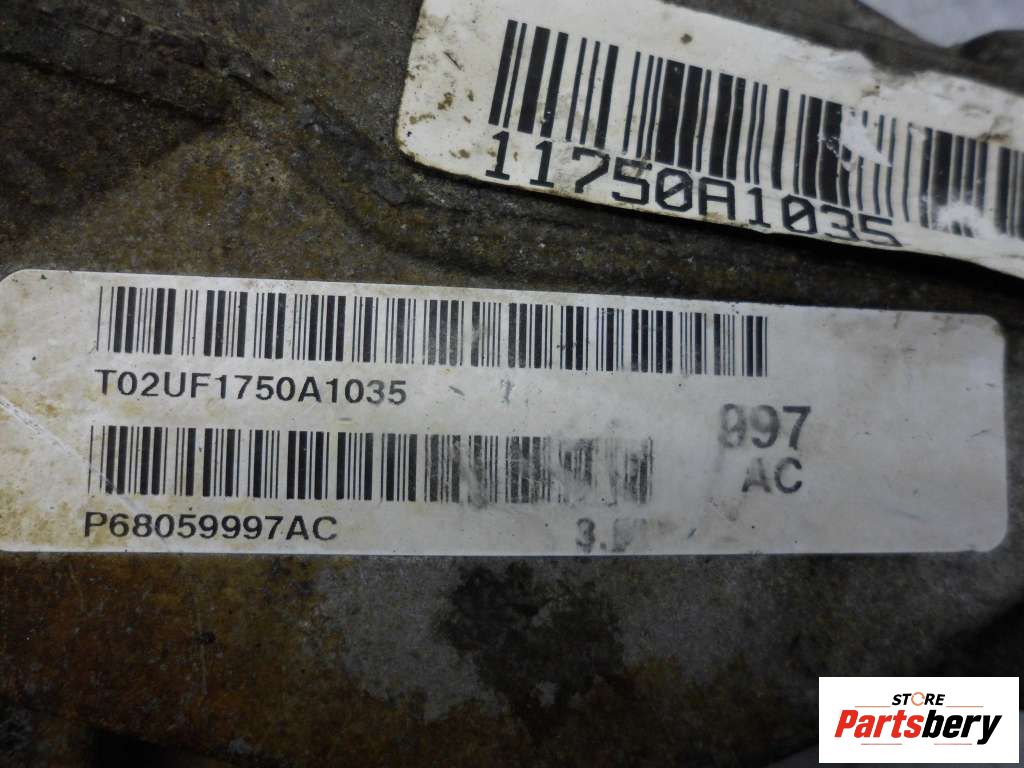 11750A1035
T02UF1750A1035
997
AC
P68059997AC
STORE
Partsbery